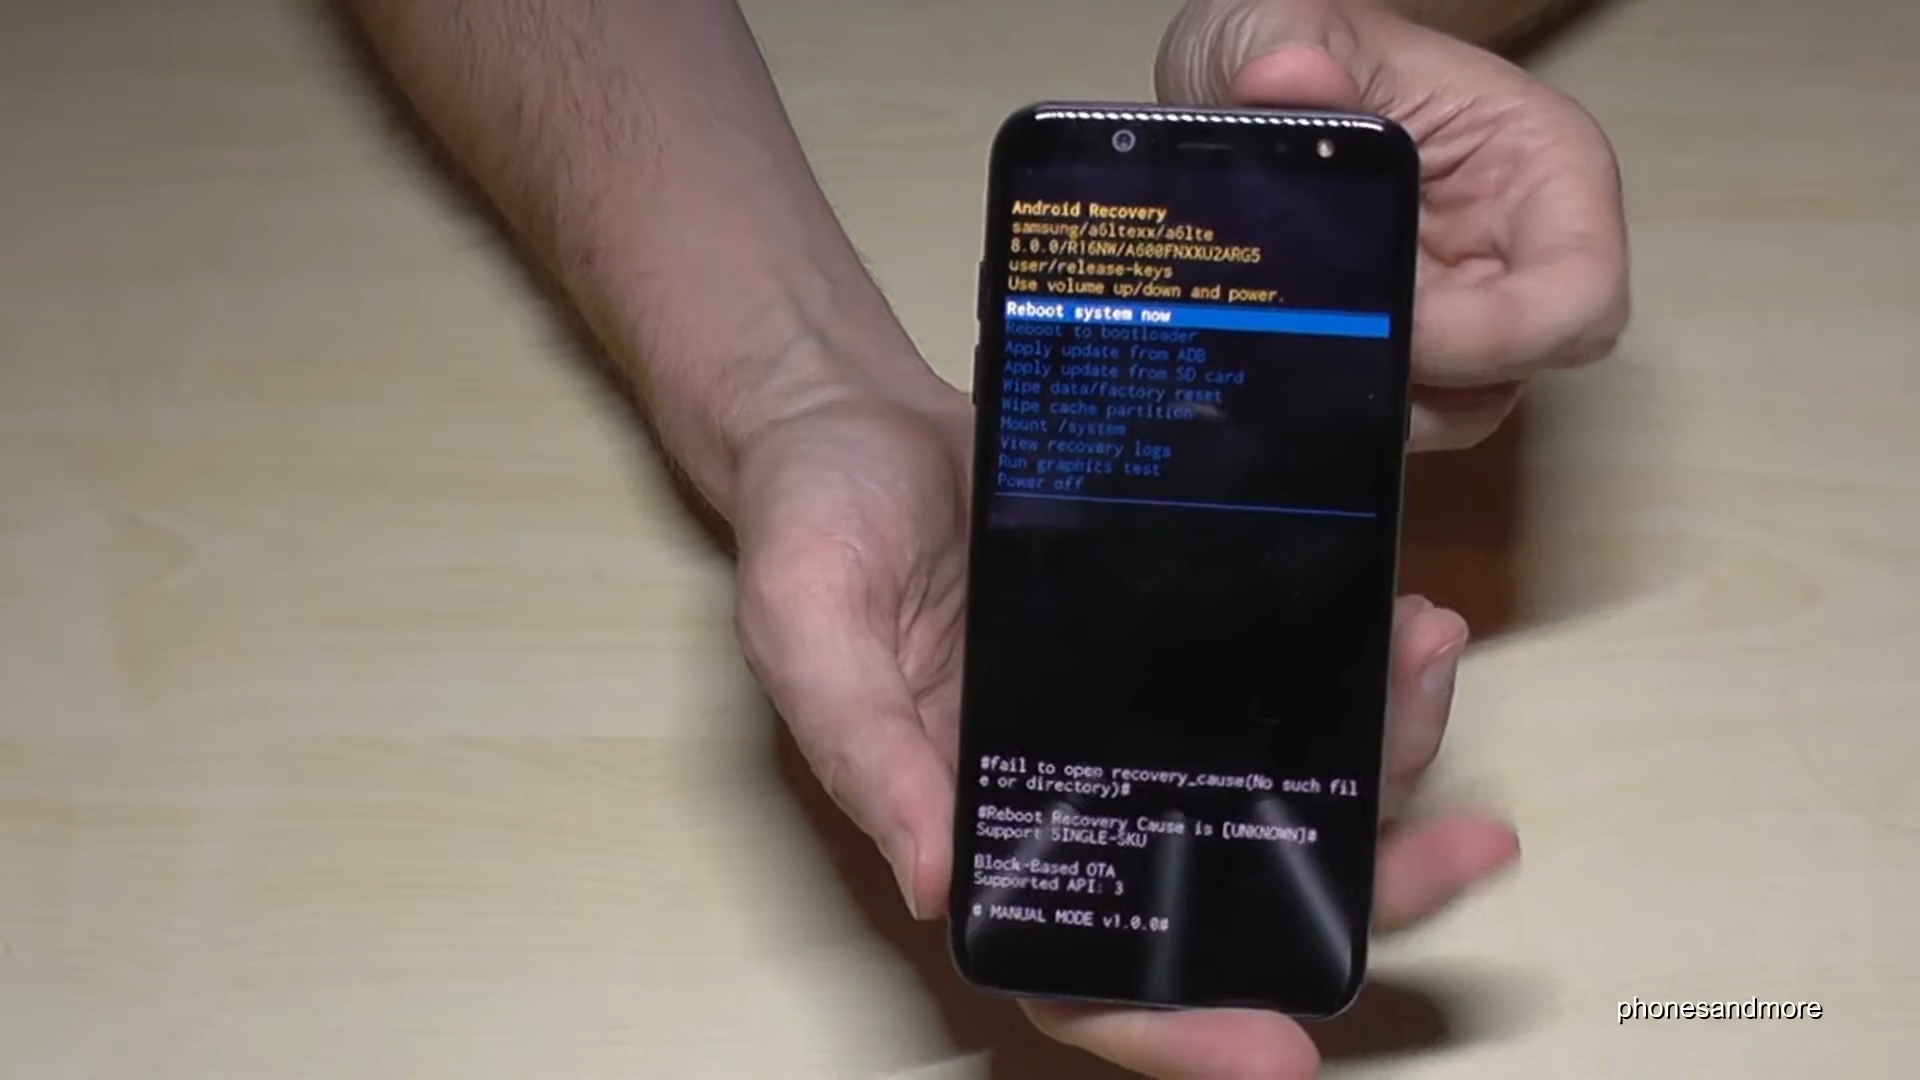 Android Recovery
samsung/a6ltexx/a6lte
8.0.0/R16NW/A600FNXXU2ARG5
user/release-keys
Use volume up/down and power.
Reboot system now
Reboot to bootloader
Apply update from ADB
Apply update from SD card
Wipe data/factory reset
Wipe cache partition
Mount /system
View recovery logs
Run graphics test
Power off
#fail to open recovery_cause(No such fil
e or directory)#
#Reboot Recovery Cause is [UNKNOWN]#
Support SINGLE-SKU
Block-Based OTA
Supported API: 3
# MANUAL MODE v1.0.0#
phonesandmore